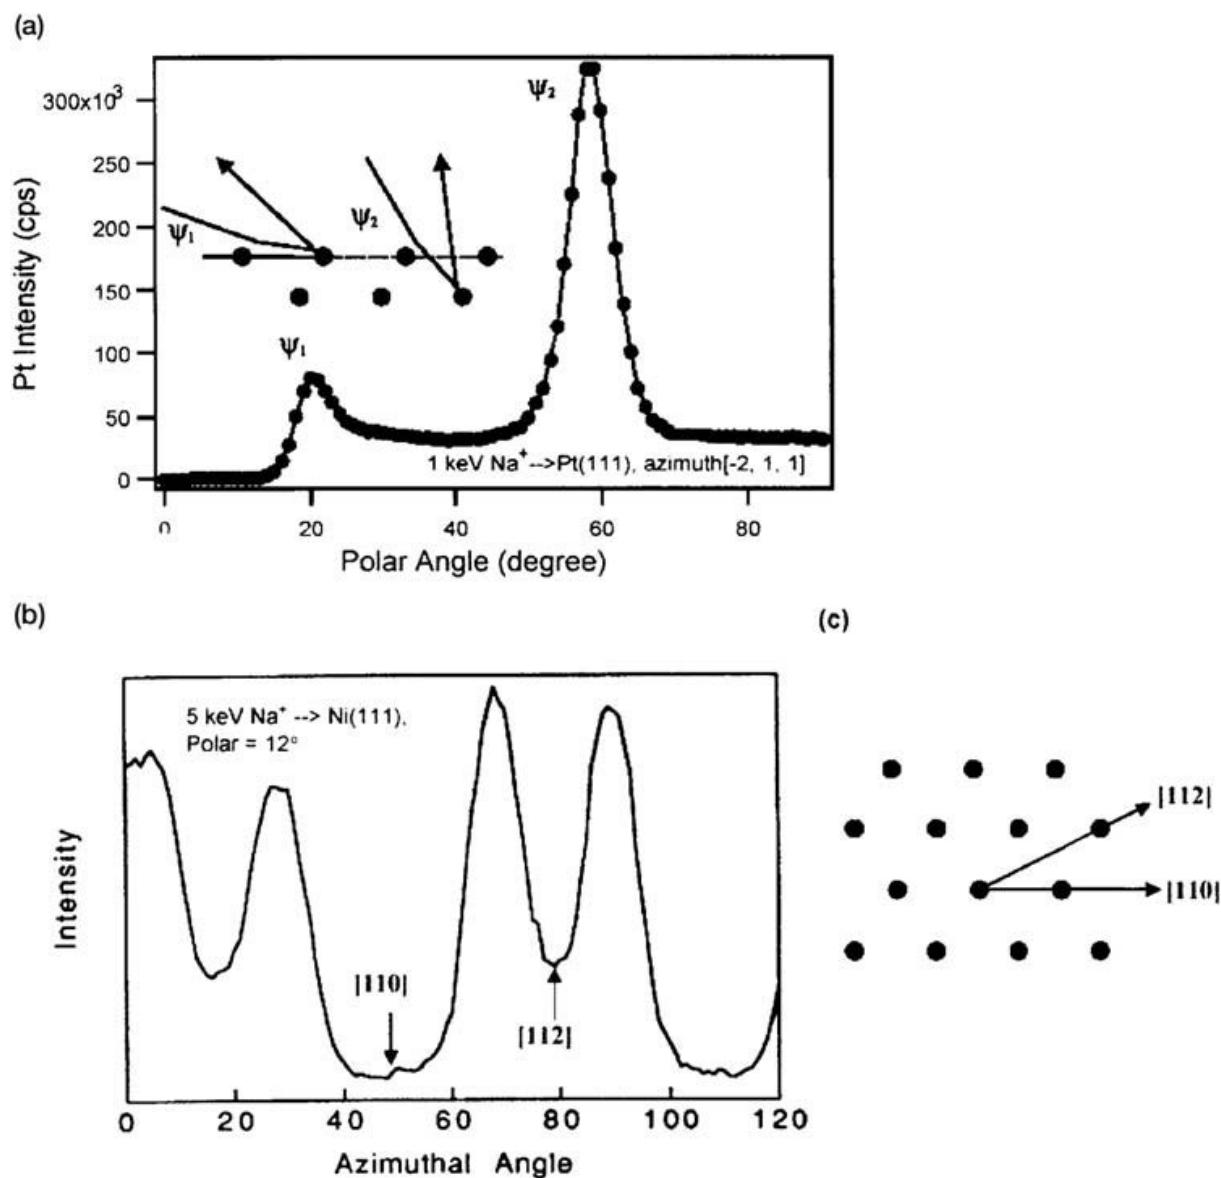 (a)
300x10³
250
200
150
100
50
0
Pt Intensity (cps)
Ψ₂
Ψ₁
Ψ₂
Ψ₁
1 keV Na⁺-->Pt(111), azimuth[-2, 1, 1]
0
20
40
60
80
Polar Angle (degree)
(b)
5 keV Na⁺ --> Ni(111),
Polar = 12°
Intensity
[110]
[112]
0
20
40
60
80
100
120
Azimuthal Angle
(c)
[112]
[110]